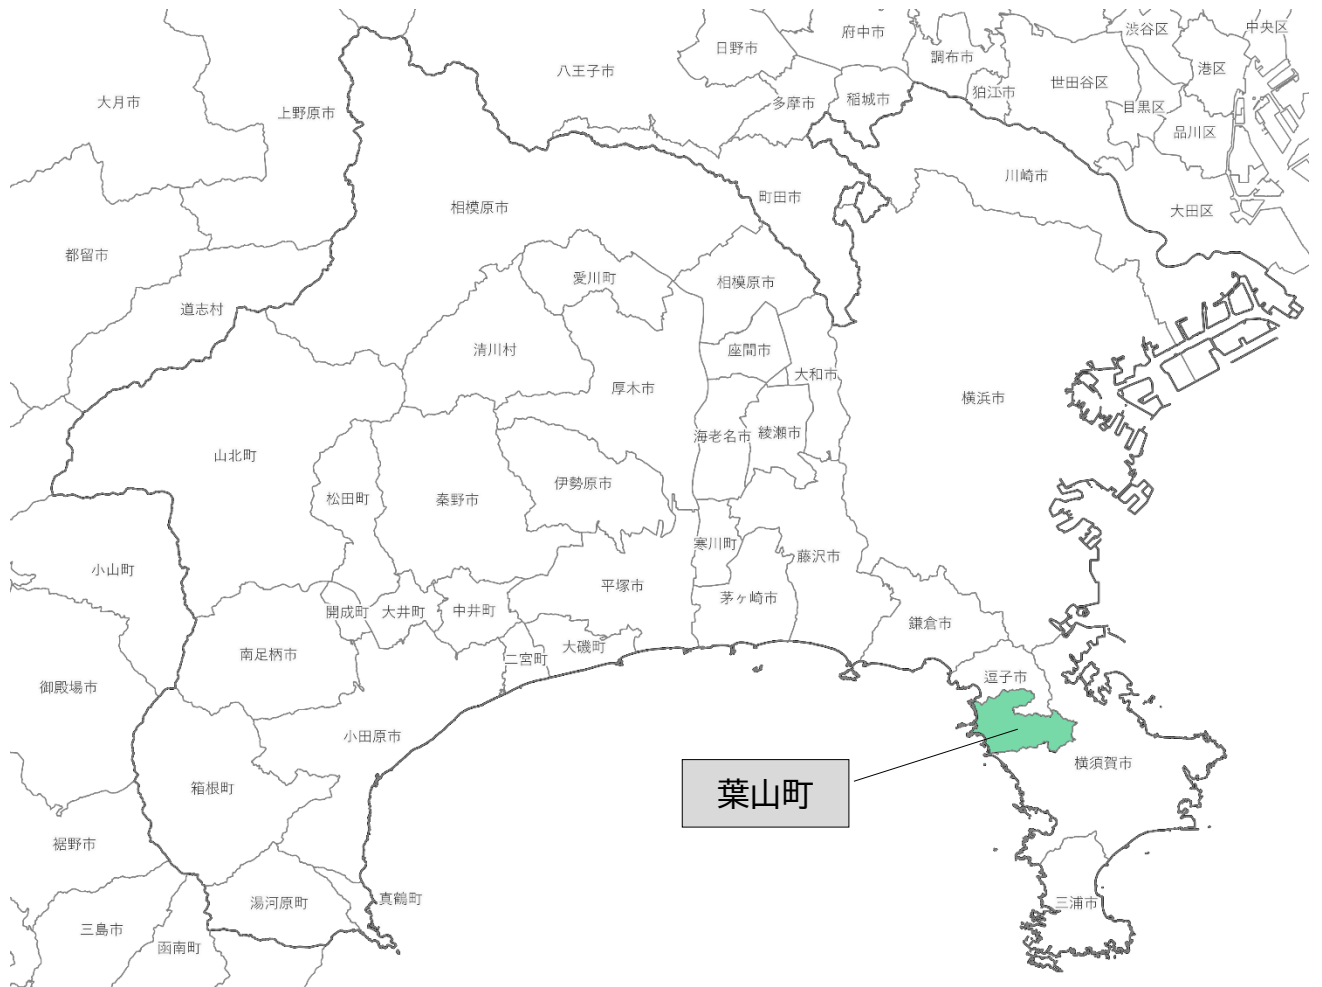 渋谷区
中央区
府中市
日野市
調布市
港区
八王子市
世田谷区
狛江市
稲城市
多摩市
大月市
目黒区
上野原市
品川区
川崎市
町田市
相模原市
大田区
都留市
愛川町
相模原市
道志村
清川村
座間市
大和市
厚木市
横浜市
海老名市
綾瀬市
山北町
伊勢原市
松田町
秦野市
寒川町
藤沢市
小山町
平塚市
茅ヶ崎市
開成町
大井町
中井町
鎌倉市
大磯町
南足柄市
二宮町
逗子市
御殿場市
小田原市
横須賀市
箱根町
葉山町
裾野市
真鶴町
湯河原町
三浦市
三島市
函南町